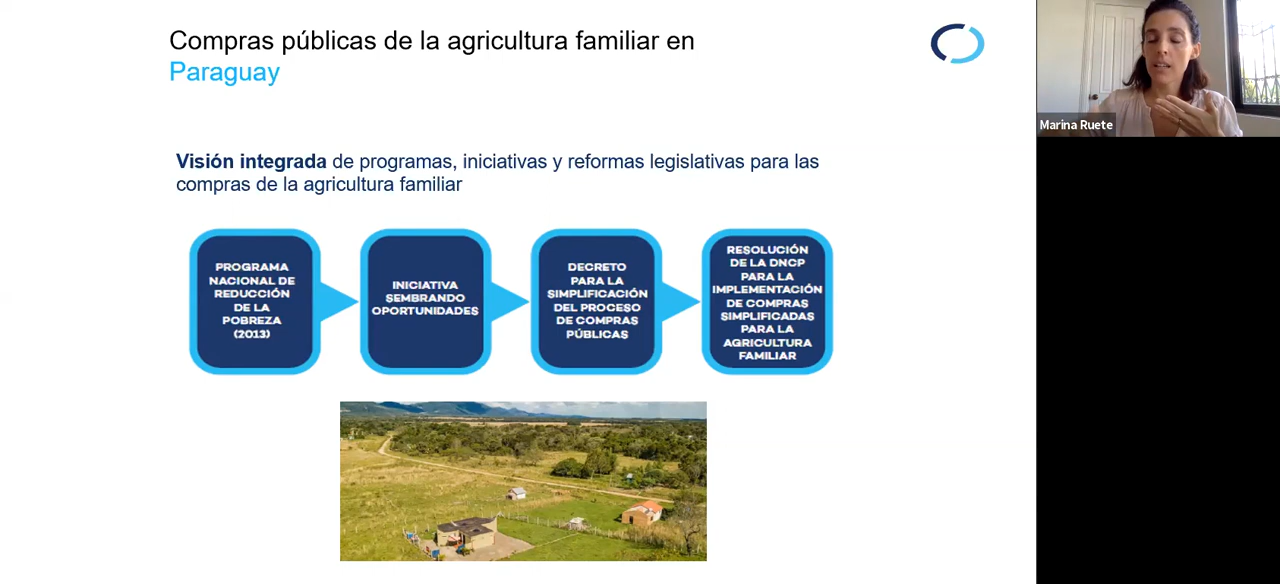 Compras públicas de la agricultura familiar en
Paraguay
Marina Ruete
Visión integrada de programas, iniciativas y reformas legislativas para las
compras de la agricultura familiar
PROGRAMA
NACIONAL DE
REDUCCIÓN
DE LA
POBREZA
(2013)
INICIATIVA
SEMBRANDO
OPORTUNIDADES
DECRETO
PARA LA
SIMPLIFICACIÓN
DEL PROCESO
DE COMPRAS
PÚBLICAS
RESOLUCIÓN
DE LA DNCP
PARA LA
IMPLEMENTACIÓN
DE COMPRAS
SIMPLIFICADAS
PARA LA
AGRICULTURA
FAMILIAR